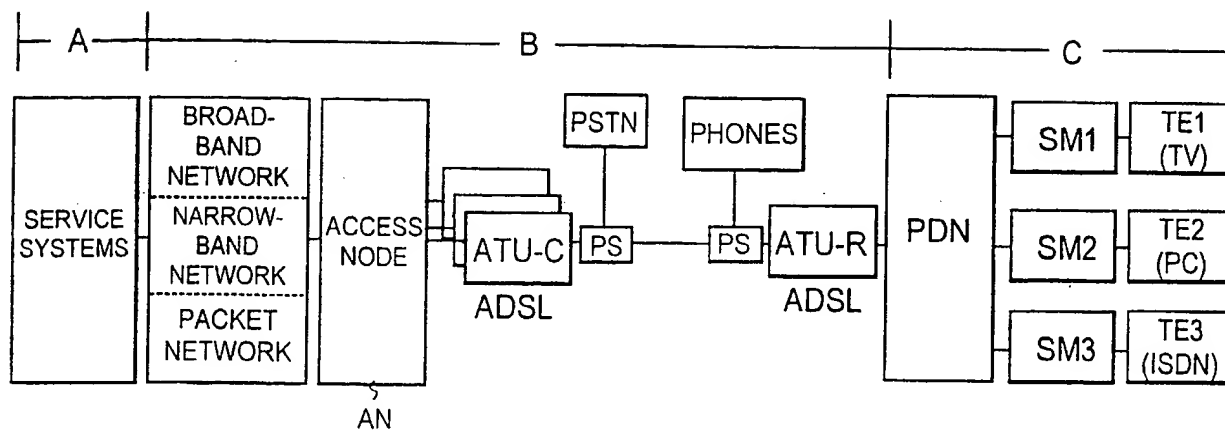 A
B
C
SERVICE
SYSTEMS
BROAD-
BAND
NETWORK
NARROW-
BAND
NETWORK
PACKET
NETWORK
ACCESS
NODE
AN
ATU-C
ADSL
PS
PSTN
PHONES
PS
ATU-R
ADSL
PDN
SM1
TE1
(TV)
SM2
TE2
(PC)
SM3
TE3
(ISDN)